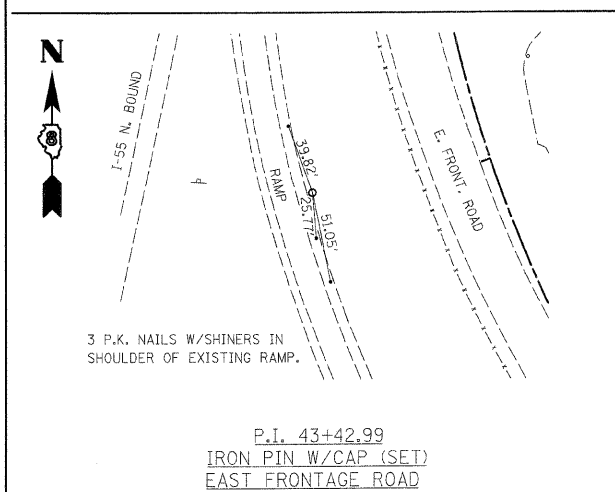 N
I-55 N. BOUND
39.82'
RAMP
25.77'
51.05'
E. FRONT. ROAD
3 P.K. NAILS W/SHINERS IN
SHOULDER OF EXISTING RAMP.
P.I. 43+42.99
IRON PIN W/CAP (SET)
EAST FRONTAGE ROAD